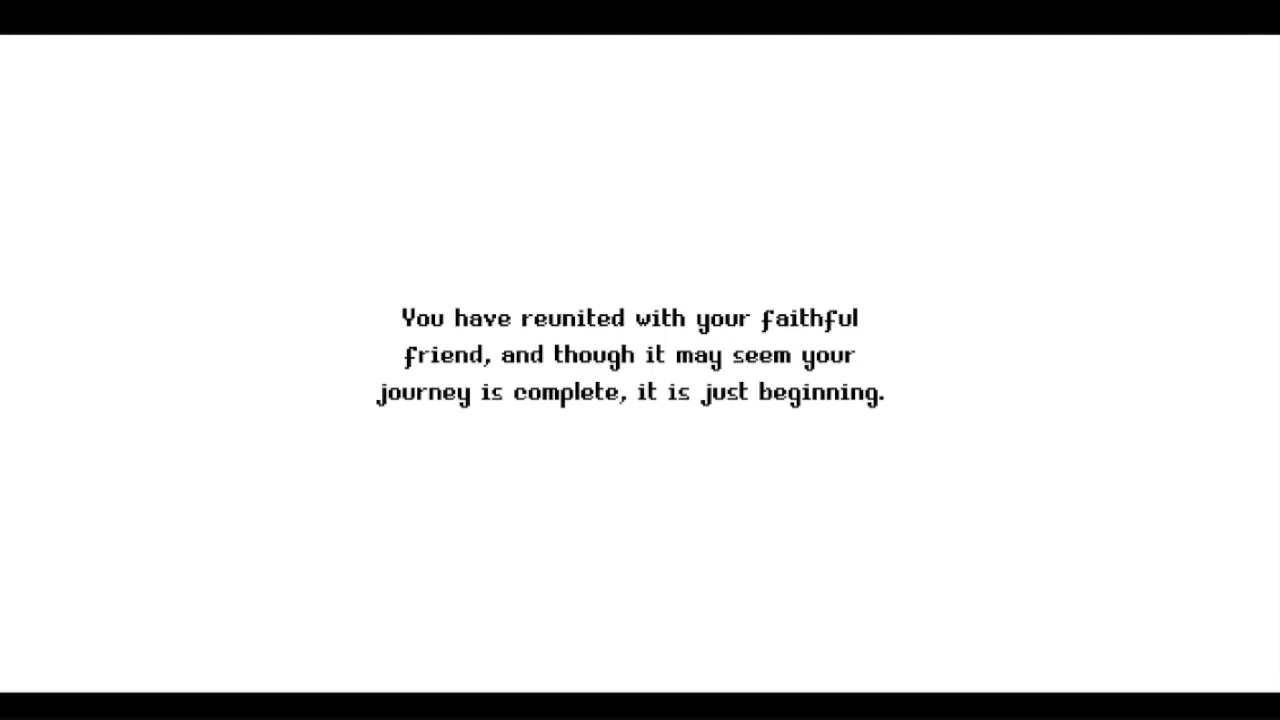 You have reunited with your faithful
friend, and though it may seem your
journey is complete, it is just beginning.